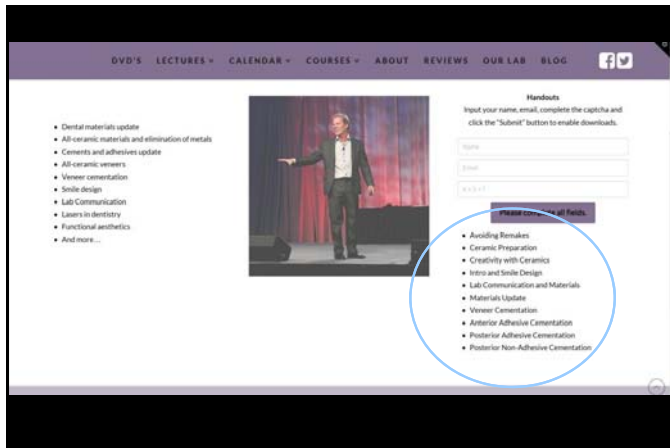 DVD'S LECTURES CALENDAR COURSES ABOUT REVIEWS OUR LAB BLOG
Dental materials update
All-ceramic materials and elimination of metals
Cements and adhesives update
All-ceramic veneers
Veneer cementation
Smile design
Lab Communication
Lasers in dentistry
Functional aesthetics
And more…
Handouts
Input your name, email, complete the captcha and
click the "Submit" button to enable downloads.
Name
Email
Please complete all fields.
Avoiding Remakes
Ceramic Preparation
Creativity with Ceramics
Intro and Smile Design
Lab Communication and Materials
Materials Update
Veneer Cementation
Anterior Adhesive Cementation
Posterior Adhesive Cementation
Posterior Non-Adhesive Cementation